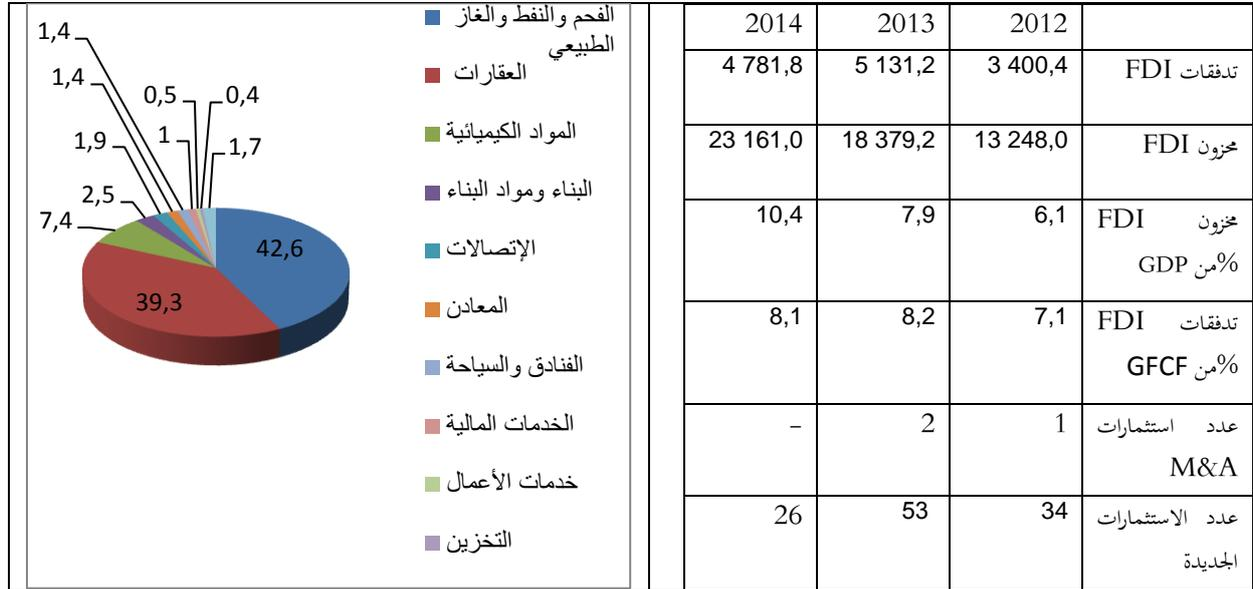 الفحم والنفط والغاز
الطبيعي
العقارات
المواد الكيميائية
البناء ومواد البناء
الإتصالات
المعادن
الفنادق والسياحة
الخدمات المالية
خدمات الأعمال
التخزين
1,4
1,4
0,5
0,4
1,9
1
1,7
2,5
7,4
42,6
39,3
2012 2013 2014
تدفقات FDI 3 400,4 5 131,2 4 781,8
مخزون FDI 13 248,0 18 379,2 23 161,0
مخزون FDI 6,1 7,9 10,4
%من GDP
تدفقات FDI 7,1 8,2 8,1
%من GFCF
عدد استثمارات 1 2 –
M&A
عدد الاستثمارات 34 53 26
الجديدة